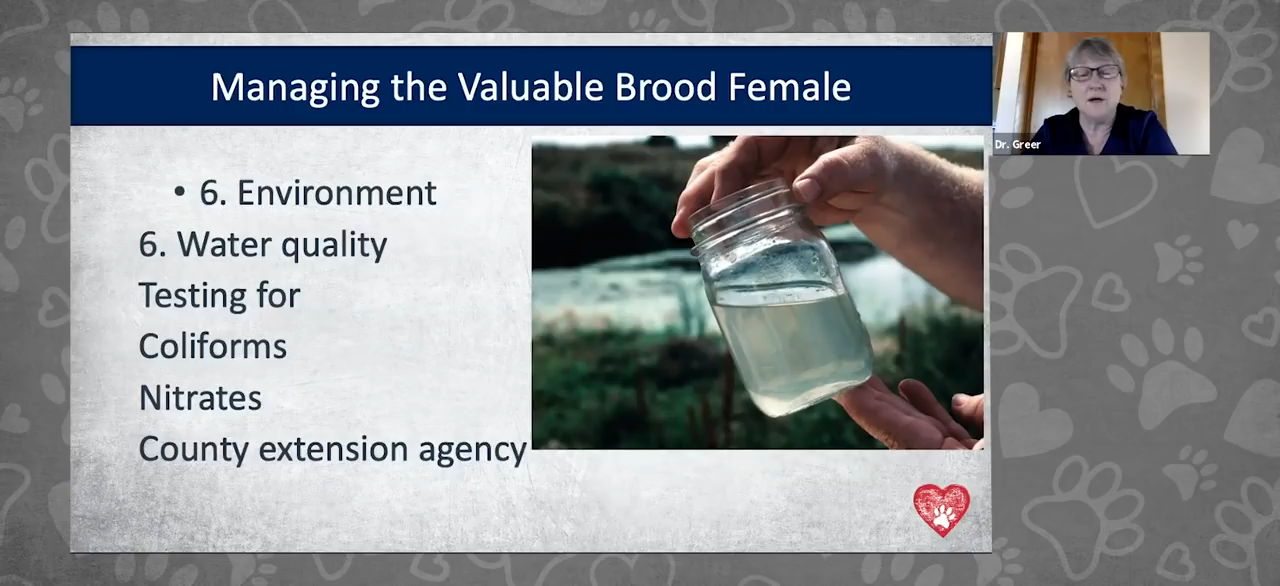 Managing the Valuable Brood Female
Dr. Greer
• 6. Environment
6. Water quality
Testing for
Coliforms
Nitrates
County extension agency